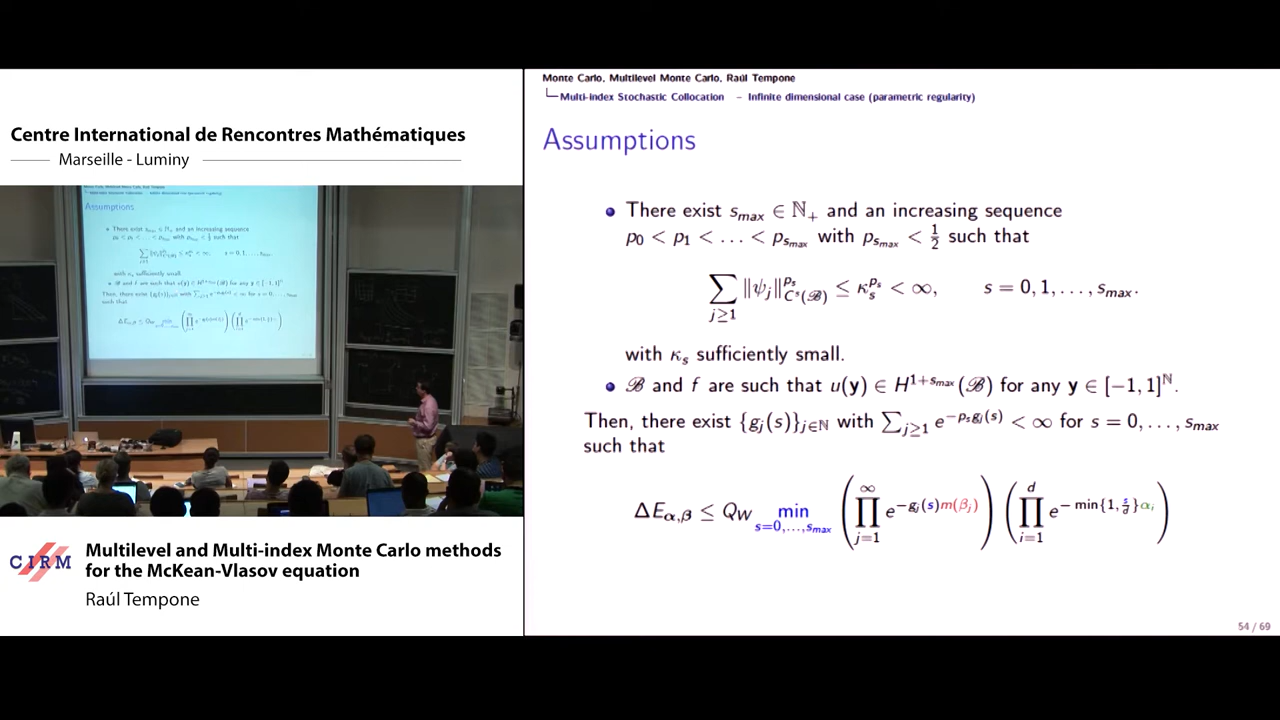 Centre International de Rencontres Mathématiques
Marseille - Luminy
Assumptions
CIRM
Multilevel and Multi-index Monte Carlo methods
for the McKean-Vlasov equation
Raúl Tempone
Monte Carlo, Multilevel Monte Carlo, Raúl Tempone
Multi-index Stochastic Collocation – Infinite dimensional case (parametric regularity)
Assumptions
• There exist s_max ∈ ℕ₊ and an increasing sequence
p₀ < p₁ < … < p_{s_max} with p_{s_max} < 1/2 such that
∑_{j≥1} ‖ψ_j‖^{p_s}_{C^s(ℬ)} ≤ κ_s^{p_s} < ∞, s = 0, 1, …, s_max.
with κ_s sufficiently small.
• ℬ and f are such that u(y) ∈ H^{1+s_max}(ℬ) for any y ∈ [−1, 1]^ℕ.
Then, there exist {g_j(s)}_{j∈ℕ} with ∑_{j≥1} e^{−p_s g_j(s)} < ∞ for s = 0, …, s_max
such that
ΔE_{α,β} ≤ Q_W min_{s=0,…,s_max} (∏_{j=1}^{∞} e^{−g_j(s)m(β_j)}) (∏_{i=1}^{d} e^{−min{1, s/d}α_i})
54 / 69